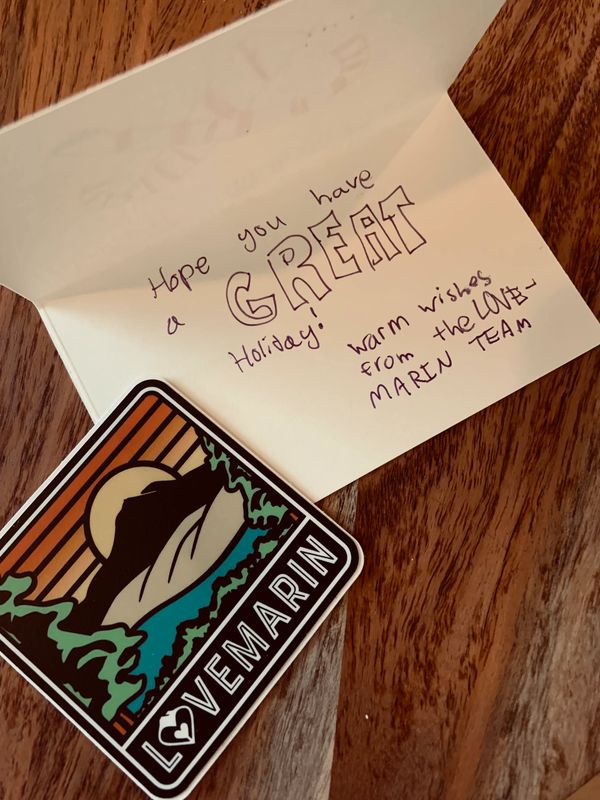 Hope you have
a GREAT
Holiday!
warm wishes
from the LOVE-
MARIN TEAM
LOVEMARIN